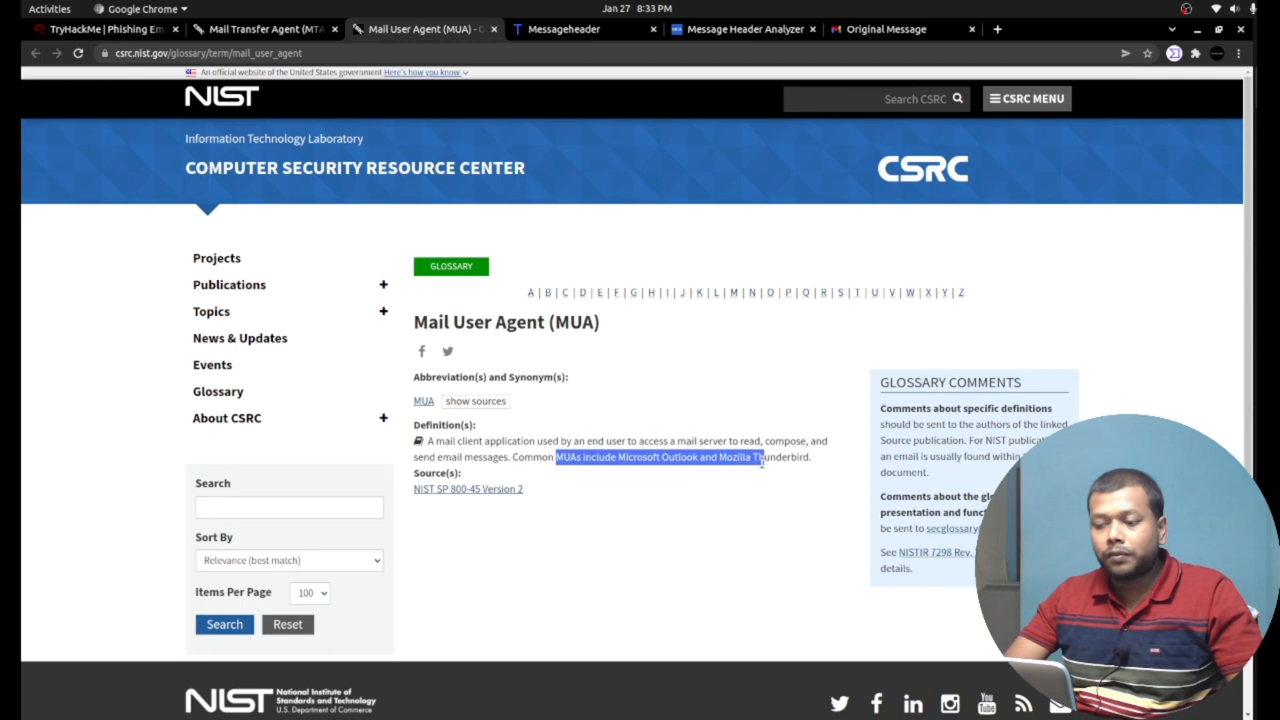 Activities
Google Chrome
Jan 27 8:33 PM
TryHackMe | Phishing Em
Mail Transfer Agent (MTA
Mail User Agent (MUA) - C
Messageheader
Message Header Analyzer
Original Message
csrc.nist.gov/glossary/term/mail_user_agent
An official website of the United States government Here's how you know
NIST
Search CSRC
CSRC MENU
Information Technology Laboratory
COMPUTER SECURITY RESOURCE CENTER
CSRC
Projects
Publications +
Topics +
News & Updates
Events
Glossary
About CSRC +
Search
Sort By
Relevance (best match)
Items Per Page 100
Search Reset
GLOSSARY
A | B | C | D | E | F | G | H | I | J | K | L | M | N | O | P | Q | R | S | T | U | V | W | X | Y | Z
Mail User Agent (MUA)
Abbreviation(s) and Synonym(s):
MUA show sources
Definition(s):
A mail client application used by an end user to access a mail server to read, compose, and
send email messages. Common MUAs include Microsoft Outlook and Mozilla Thunderbird.
Source(s):
NIST SP 800-45 Version 2
GLOSSARY COMMENTS
Comments about specific definitions
should be sent to the authors of the linked
Source publication. For NIST publica
an email is usually found within
document.
Comments about the gl
presentation and func
be sent to secglossary
See NISTIR 7298 Rev.
details.
NIST
National Institute of
Standards and Technology
U.S. Department of Commerce
You
Tube